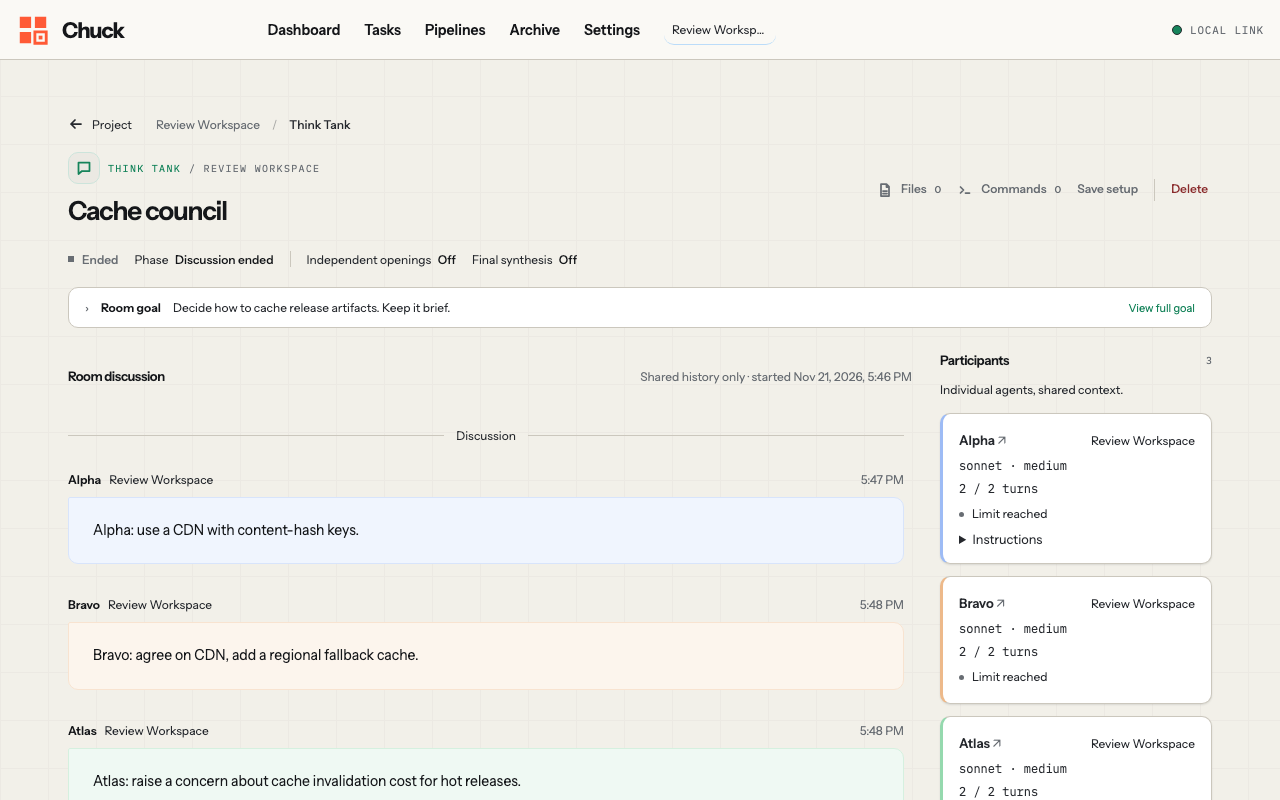 Chuck
Dashboard Tasks Pipelines Archive Settings Review Worksp… LOCAL LINK
← Project Review Workspace / Think Tank
THINK TANK / REVIEW WORKSPACE
Files 0 Commands 0 Save setup Delete
Cache council
Ended Phase Discussion ended Independent openings Off Final synthesis Off
› Room goal Decide how to cache release artifacts. Keep it brief. View full goal
Room discussion Shared history only · started Nov 21, 2026, 5:46 PM
Discussion
Alpha Review Workspace 5:47 PM
Alpha: use a CDN with content-hash keys.
Bravo Review Workspace 5:48 PM
Bravo: agree on CDN, add a regional fallback cache.
Atlas Review Workspace 5:48 PM
Atlas: raise a concern about cache invalidation cost for hot releases.
Participants 3
Individual agents, shared context.
Alpha ↗ Review Workspace
sonnet · medium
2 / 2 turns
Limit reached
▶ Instructions
Bravo ↗ Review Workspace
sonnet · medium
2 / 2 turns
Limit reached
Atlas ↗ Review Workspace
sonnet · medium
2 / 2 turns